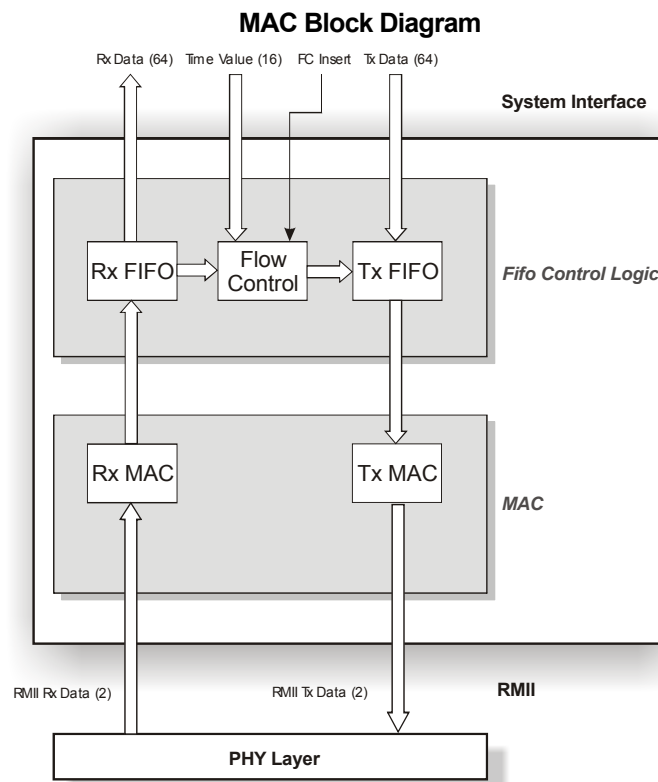 MAC Block Diagram
Rx Data (64) Time Value (16) FC Insert Tx Data (64)
System Interface
Rx FIFO
Flow
Control
Tx FIFO
Fifo Control Logic
Rx MAC
Tx MAC
MAC
RMII Rx Data (2)
RMII Tx Data (2)
RMII
PHY Layer